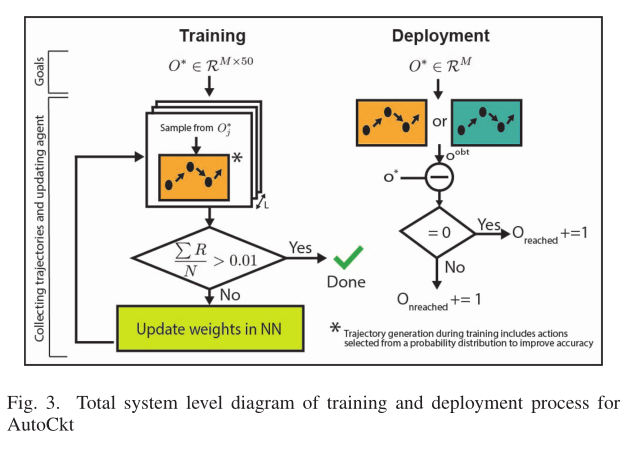 Training
O* ∈ R^{M×50}
Goals
Collecting trajectories and updating agent
Sample from O*_j
*
L
∑ R / N > 0.01
Yes
Done
No
Update weights in NN
Deployment
O* ∈ R^M
or
O^obt
O*
−
= 0
Yes
O_reached +=1
No
O_nreached += 1
* Trajectory generation during training includes actions
selected from a probability distribution to improve accuracy
Fig. 3. Total system level diagram of training and deployment process for
AutoCkt